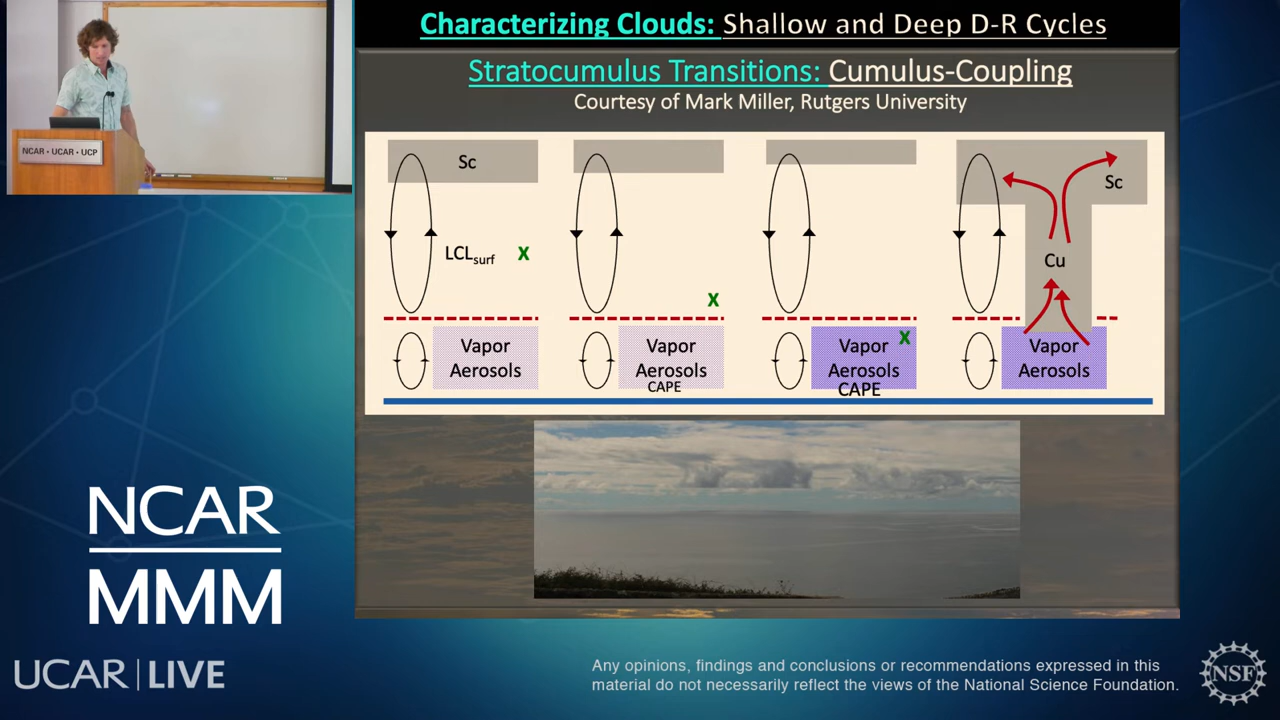 Characterizing Clouds: Shallow and Deep D-R Cycles
Stratocumulus Transitions: Cumulus-Coupling
Courtesy of Mark Miller, Rutgers University
NCAR • UCAR • UCP
Sc
LCLsurf X
Vapor
Aerosols
X
Vapor
Aerosols
CAPE
X
Vapor
Aerosols
CAPE
Sc
Cu
Vapor
Aerosols
NCAR
MMM
UCAR | LIVE
Any opinions, findings and conclusions or recommendations expressed in this
material do not necessarily reflect the views of the National Science Foundation.
NSF